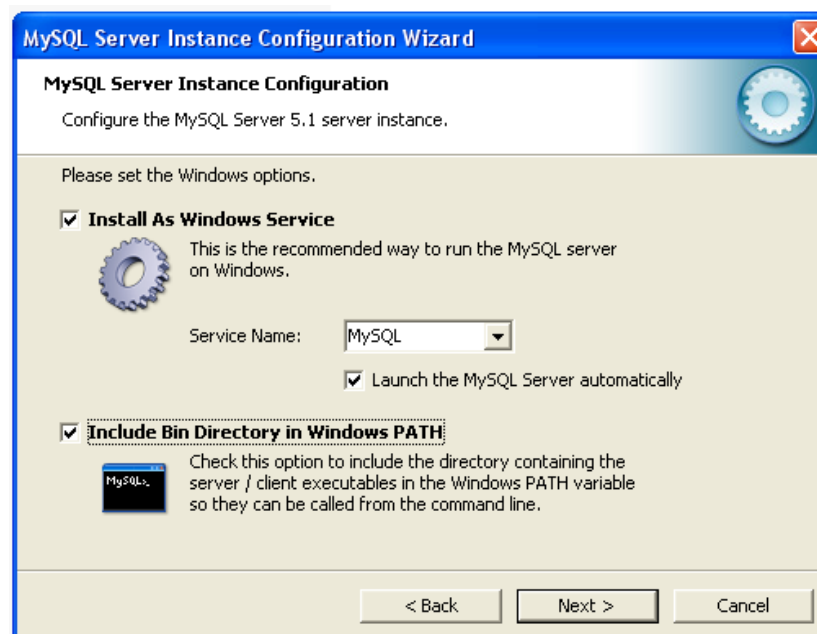 MySQL Server Instance Configuration Wizard
MySQL Server Instance Configuration
Configure the MySQL Server 5.1 server instance.
Please set the Windows options.
Install As Windows Service
This is the recommended way to run the MySQL server
on Windows.
Service Name: MySQL
Launch the MySQL Server automatically
Include Bin Directory in Windows PATH
MySQL>_
Check this option to include the directory containing the
server / client executables in the Windows PATH variable
so they can be called from the command line.
< Back Next > Cancel